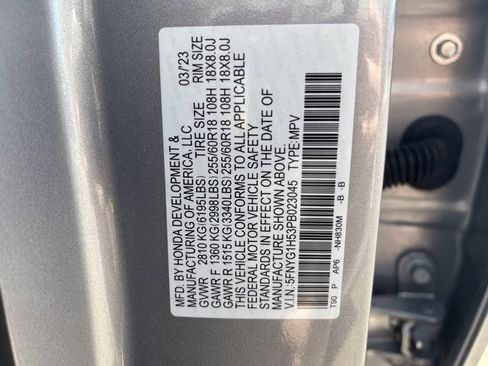 MFD. BY HONDA DEVELOPMENT & 03/23
MANUFACTURING OF AMERICA, LLC
TIRE SIZE RIM SIZE
GVWR 2810 KG(6195LBS)
GAWR F 1360 KG(2998LBS)255/60R18 108H 18X8.0J
GAWR R 1515 KG(3340LBS)255/60R18 108H 18X8.0J
THIS VEHICLE CONFORMS TO ALL APPLICABLE
FEDERAL MOTOR VEHICLE SAFETY
STANDARDS IN EFFECT ON THE DATE OF
MANUFACTURE SHOWN ABOVE.
V.I.N.:5FNYG1H53PB023045 TYPE:MPV
T90 P AP6 -NH830M -B -B